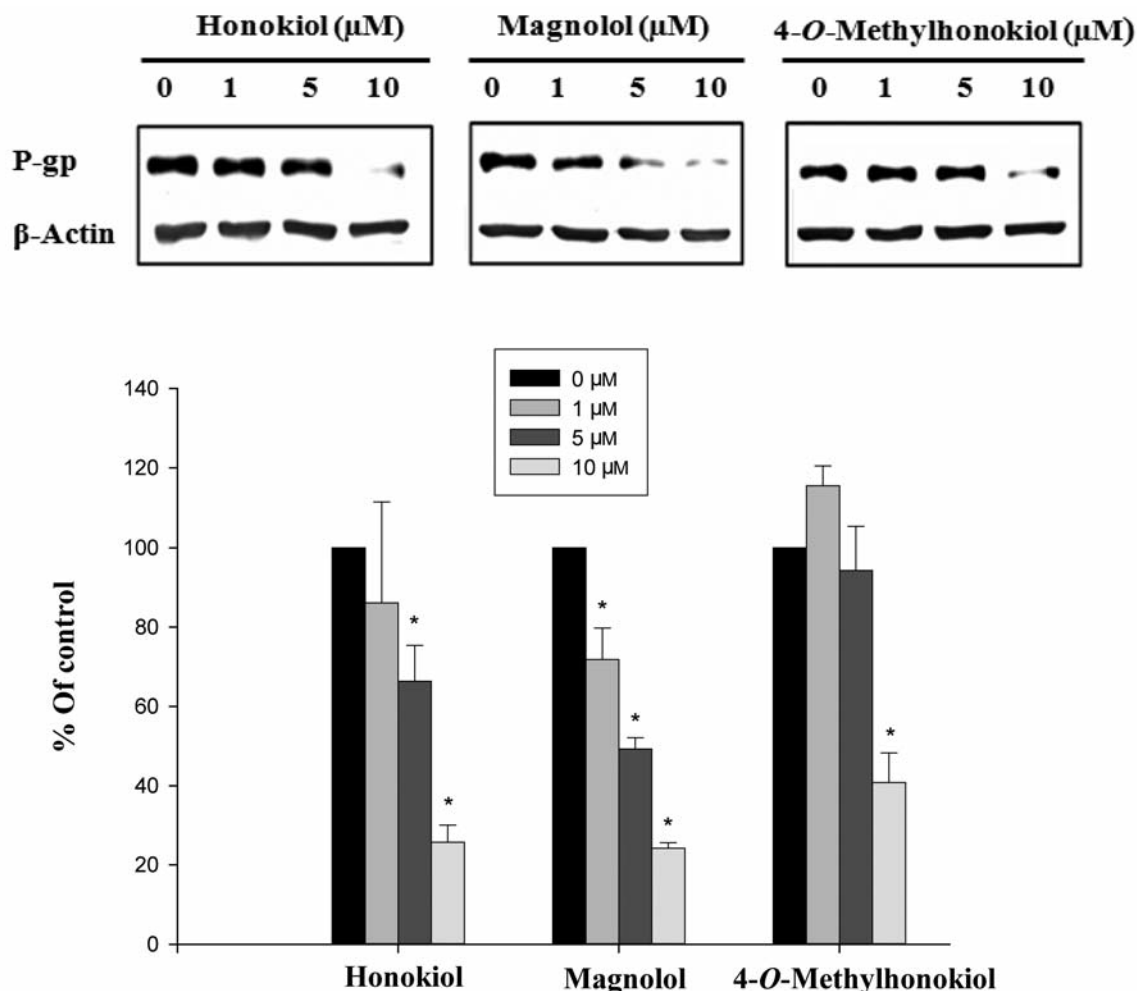 Honokiol (µM) Magnolol (µM) 4-O-Methylhonokiol (µM)
0 1 5 10 0 1 5 10 0 1 5 10
P-gp
β-Actin
0 µM
1 µM
5 µM
10 µM
% Of control
140
120
100
80
60
40
20
0
*
*
*
*
*
*
Honokiol Magnolol 4-O-Methylhonokiol